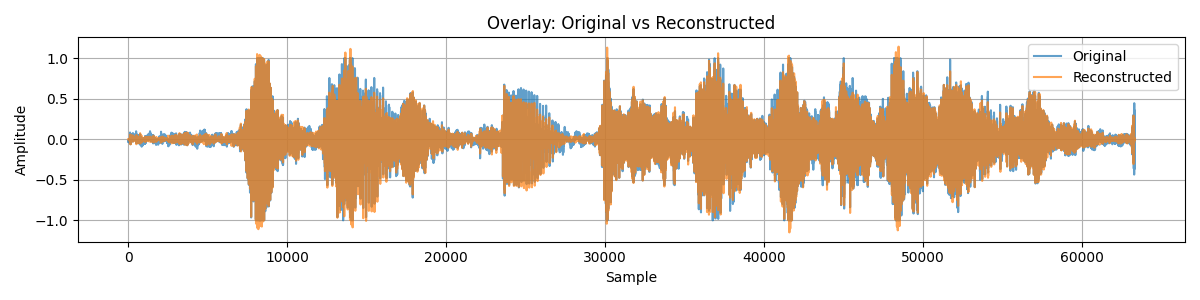 Overlay: Original vs Reconstructed
Amplitude
1.0
0.5
0.0
−0.5
−1.0
Original
Reconstructed
0 10000 20000 30000 40000 50000 60000
Sample